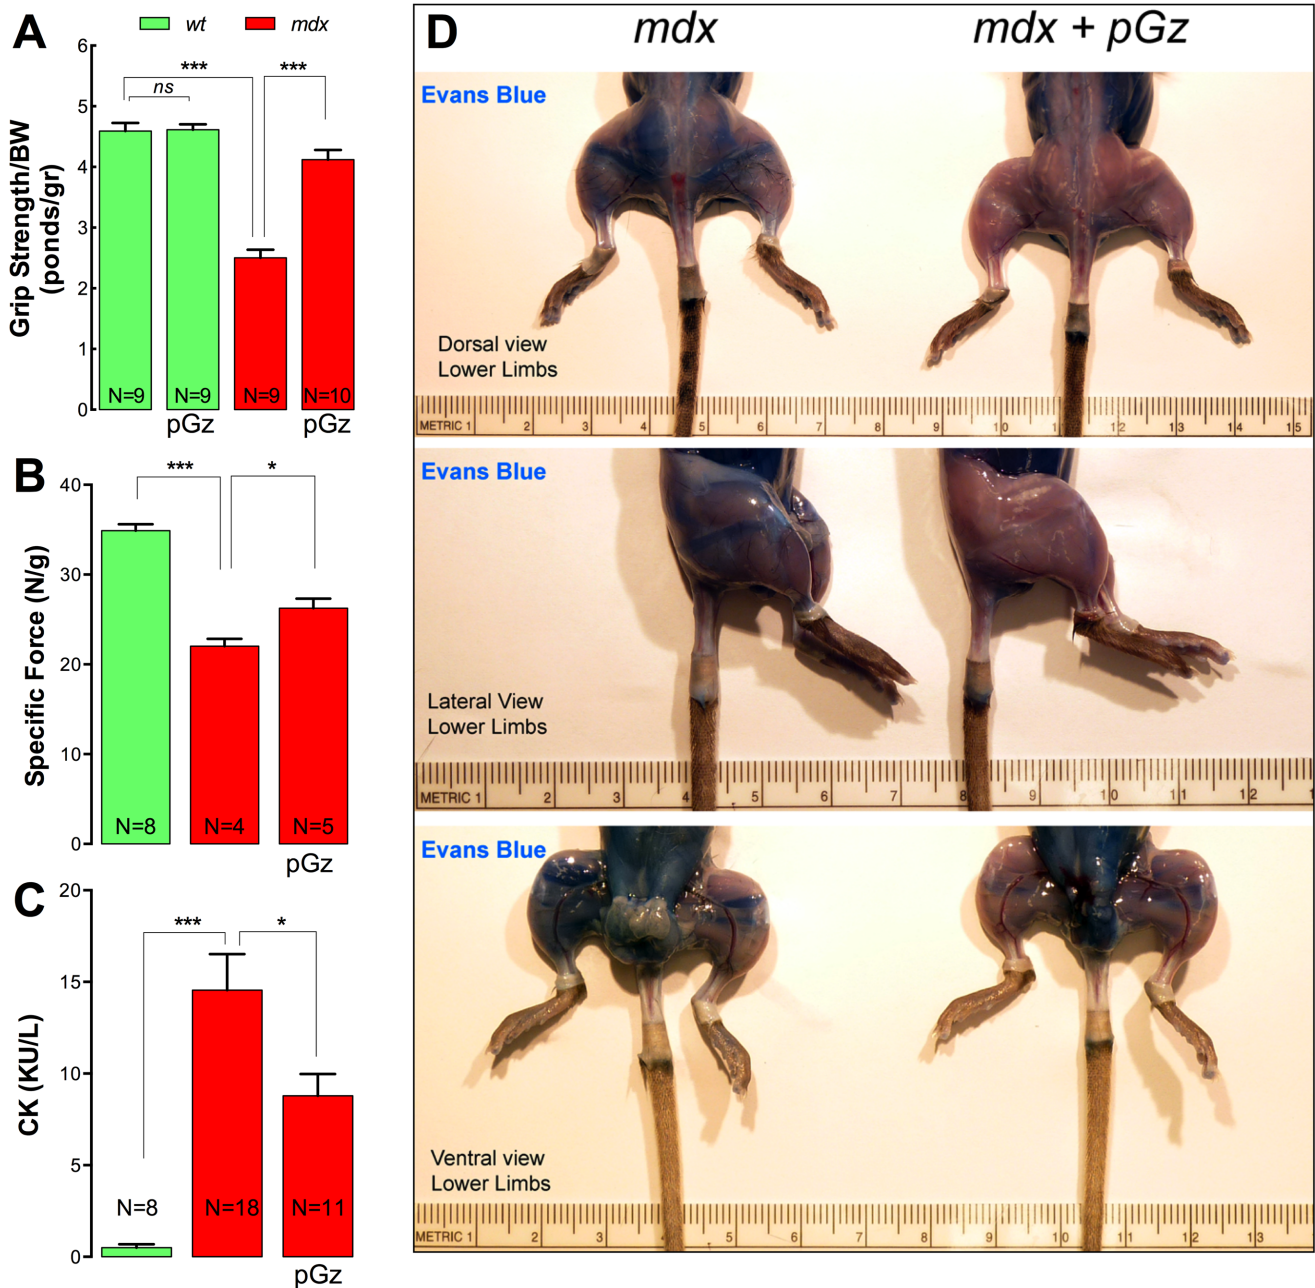 A
wt
mdx
6
5
4
3
2
1
0
Grip Strength/BW
(ponds/gr)
***
***
ns
N=9
N=9
N=9
N=10
pGz
pGz
B
40
30
20
10
0
Specific Force (N/g)
***
*
N=8
N=4
N=5
pGz
C
20
15
10
5
0
CK (KU/L)
***
*
N=8
N=18
N=11
pGz
D
mdx
mdx + pGz
Evans Blue
Dorsal view
Lower Limbs
METRIC 1 2 3 4 5 6 7 8 9 10 11 12 13 14 15
Evans Blue
Lateral View
Lower Limbs
METRIC 1 2 3 4 5 6 7 8 9 10 11 12 1
Evans Blue
Ventral view
Lower Limbs
METRIC 1 2 3 4 5 6 7 8 9 10 11 12 13